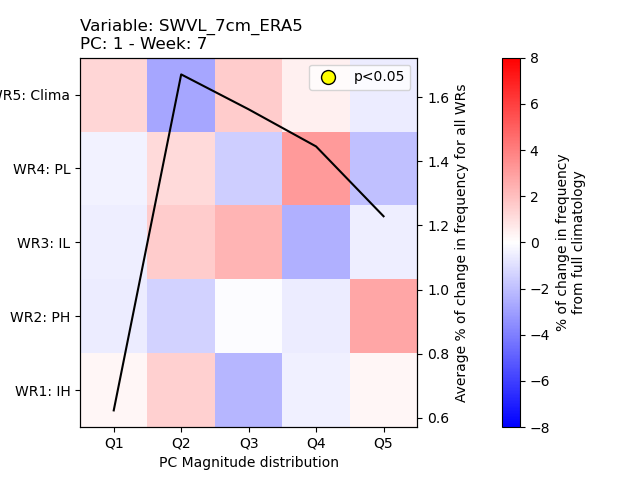 Variable: SWVL_7cm_ERA5
PC: 1 - Week: 7
p<0.05
WR5: Clima
WR4: PL
WR3: IL
WR2: PH
WR1: IH
Q1 Q2 Q3 Q4 Q5
PC Magnitude distribution
1.6
1.4
1.2
1.0
0.8
0.6
Average % of change in frequency for all WRs
8
6
4
2
0
−2
−4
−6
−8
% of change in frequency
from full climatology